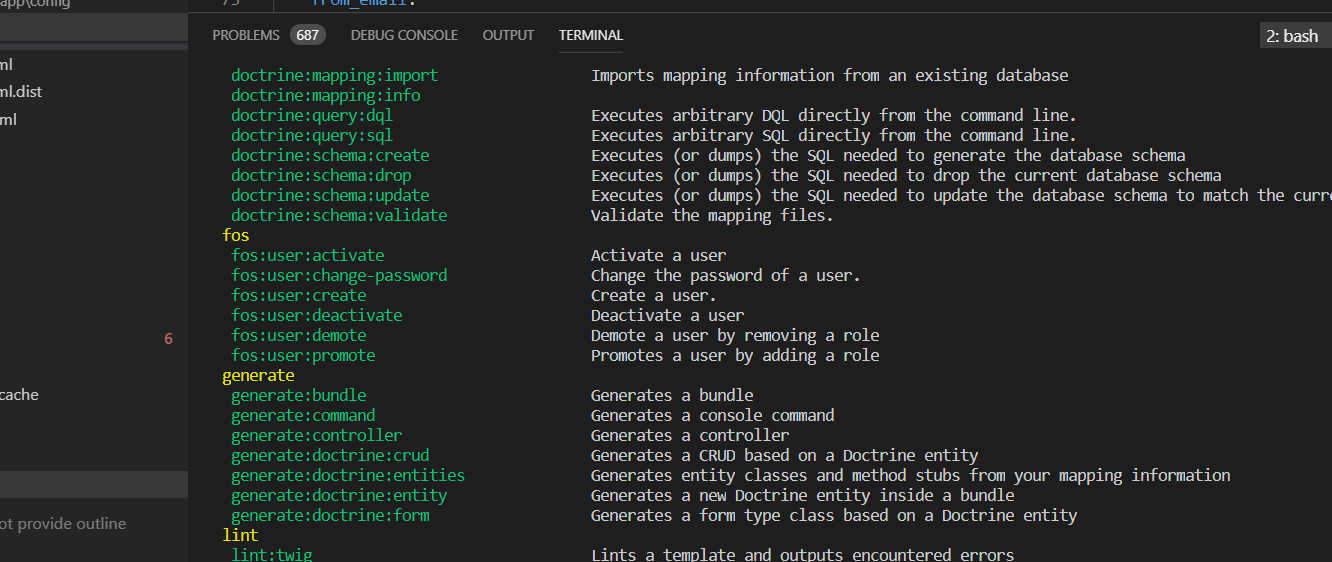 app\config
73 from_email:
PROBLEMS 687 DEBUG CONSOLE OUTPUT TERMINAL 2: bash
ml
ml.dist
ml
6
cache
ot provide outline
doctrine:mapping:import Imports mapping information from an existing database
doctrine:mapping:info
doctrine:query:dql Executes arbitrary DQL directly from the command line.
doctrine:query:sql Executes arbitrary SQL directly from the command line.
doctrine:schema:create Executes (or dumps) the SQL needed to generate the database schema
doctrine:schema:drop Executes (or dumps) the SQL needed to drop the current database schema
doctrine:schema:update Executes (or dumps) the SQL needed to update the database schema to match the curre
doctrine:schema:validate Validate the mapping files.
fos
fos:user:activate Activate a user
fos:user:change-password Change the password of a user.
fos:user:create Create a user.
fos:user:deactivate Deactivate a user
fos:user:demote Demote a user by removing a role
fos:user:promote Promotes a user by adding a role
generate
generate:bundle Generates a bundle
generate:command Generates a console command
generate:controller Generates a controller
generate:doctrine:crud Generates a CRUD based on a Doctrine entity
generate:doctrine:entities Generates entity classes and method stubs from your mapping information
generate:doctrine:entity Generates a new Doctrine entity inside a bundle
generate:doctrine:form Generates a form type class based on a Doctrine entity
lint
lint:twig Lints a template and outputs encountered errors